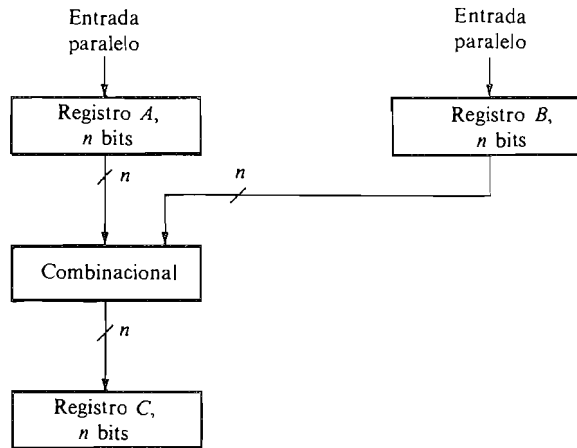 Entrada
paralelo
Entrada
paralelo
Registro A,
n bits
Registro B,
n bits
n
n
Combinacional
n
Registro C,
n bits